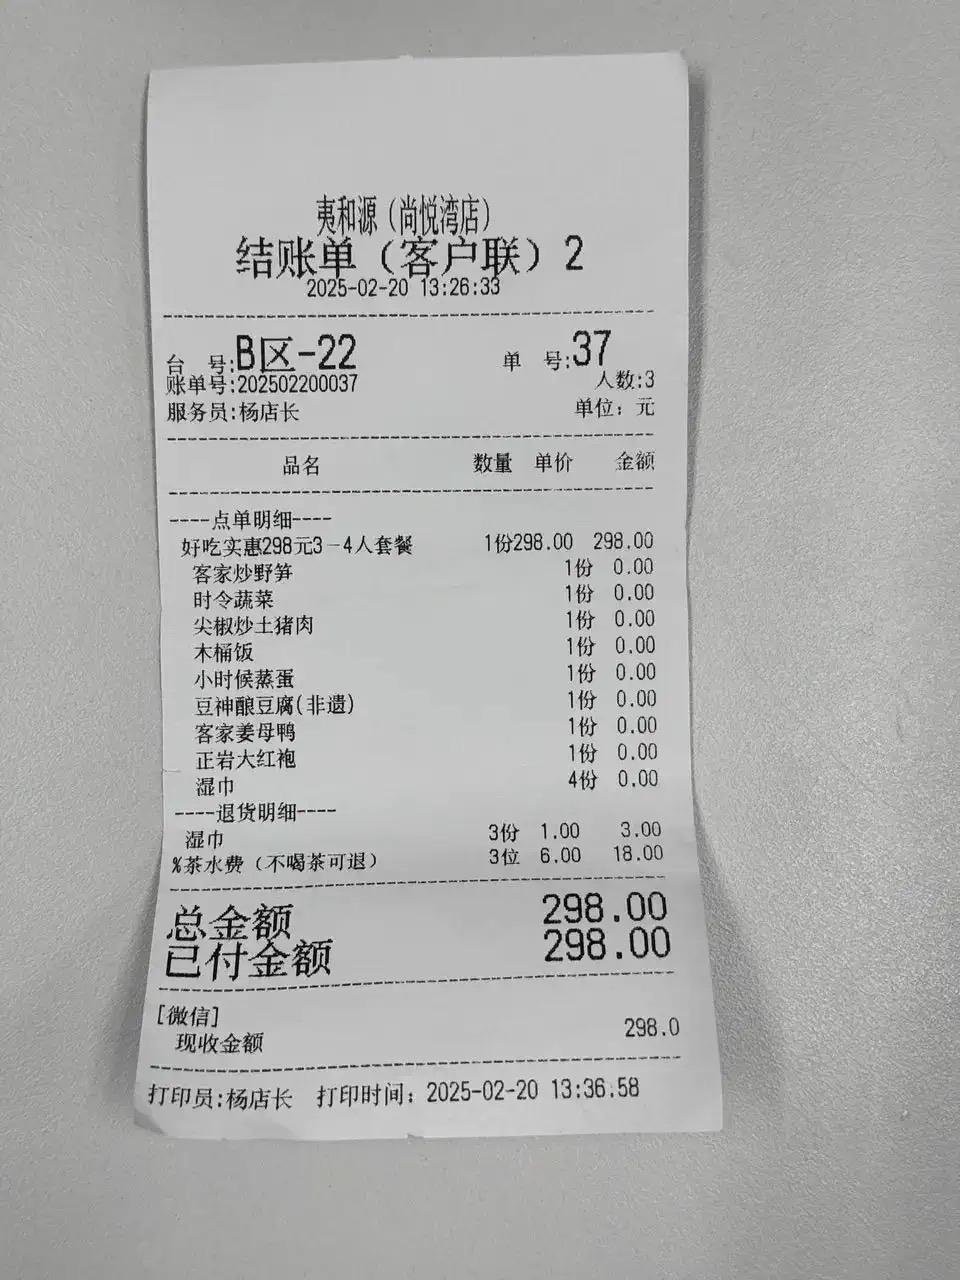 夷和源（尚悦湾店）
结账单（客户联）2
2025-02-20 13:26:33
台 号:B区-22 单 号:37
账单号:202502200037 人数:3
服务员:杨店长 单位：元
品名 数量 单价 金额
----点单明细----
好吃实惠298元3－4人套餐 1份298.00 298.00
客家炒野笋 1份 0.00
时令蔬菜 1份 0.00
尖椒炒土猪肉 1份 0.00
木桶饭 1份 0.00
小时候蒸蛋 1份 0.00
豆神酿豆腐(非遗) 1份 0.00
客家姜母鸭 1份 0.00
正岩大红袍 1份 0.00
湿巾 4份 0.00
----退货明细----
湿巾 3份 1.00 3.00
%茶水费（不喝茶可退） 3位 6.00 18.00
总金额 298.00
已付金额 298.00
[微信]
现收金额 298.0
打印员:杨店长 打印时间：2025-02-20 13:36:58